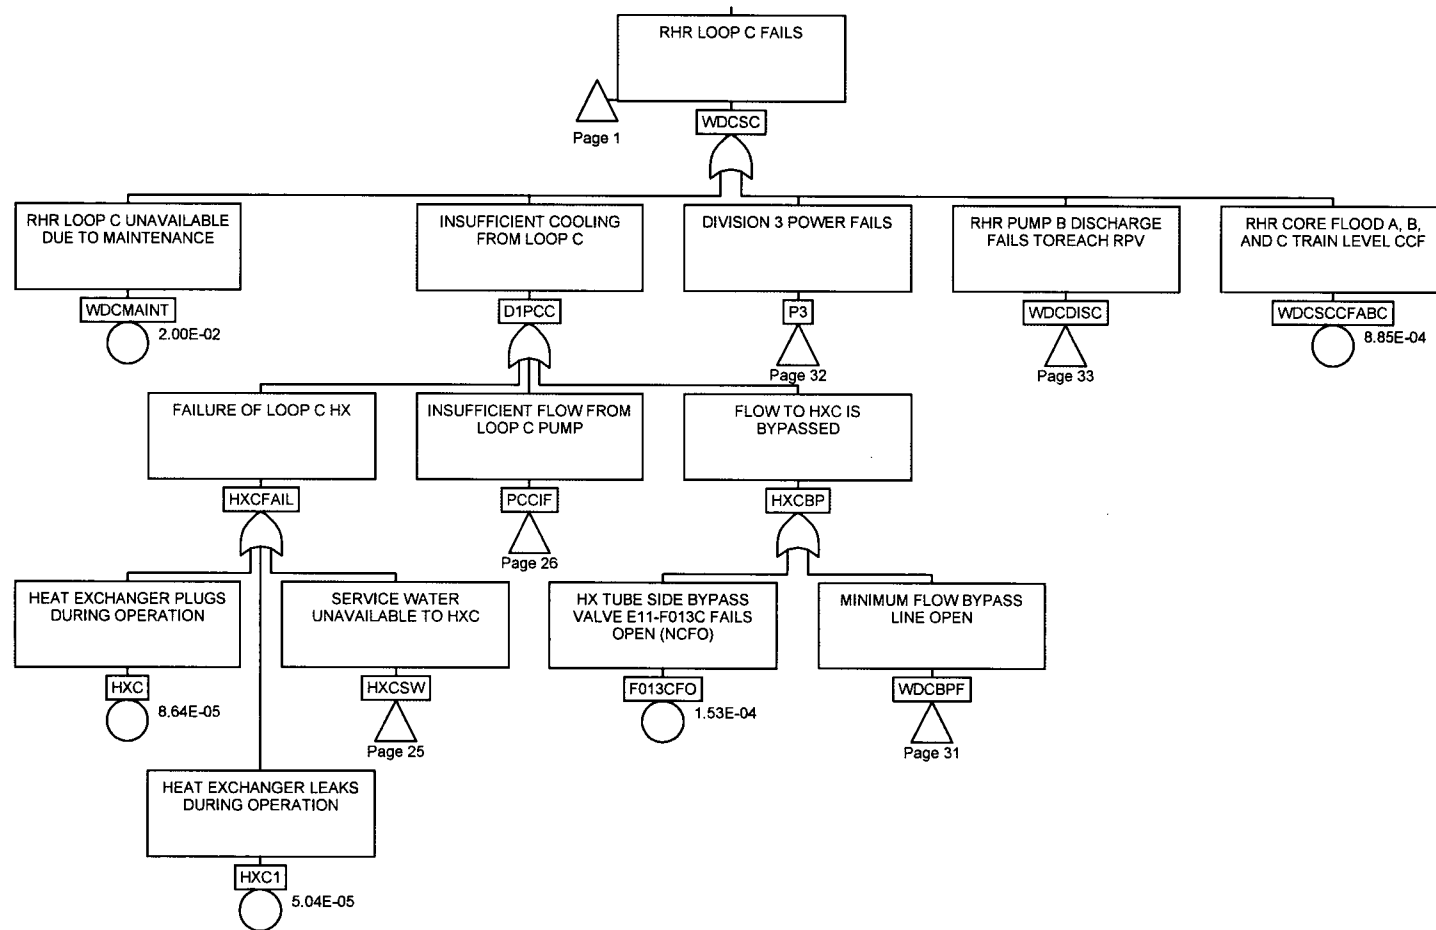 RHR LOOP C FAILS
Page 1
WDCSC
RHR LOOP C UNAVAILABLE
DUE TO MAINTENANCE
WDCMAINT
2.00E-02
INSUFFICIENT COOLING
FROM LOOP C
D1PCC
DIVISION 3 POWER FAILS
P3
Page 32
RHR PUMP B DISCHARGE
FAILS TOREACH RPV
WDCDISC
Page 33
RHR CORE FLOOD A, B,
AND C TRAIN LEVEL CCF
WDCSCCFABC
8.85E-04
FAILURE OF LOOP C HX
HXCFAIL
INSUFFICIENT FLOW FROM
LOOP C PUMP
PCCIF
Page 26
FLOW TO HXC IS
BYPASSED
HXCBP
HEAT EXCHANGER PLUGS
DURING OPERATION
HXC
8.64E-05
SERVICE WATER
UNAVAILABLE TO HXC
HXCSW
Page 25
HX TUBE SIDE BYPASS
VALVE E11-F013C FAILS
OPEN (NCFO)
F013CFO
1.53E-04
MINIMUM FLOW BYPASS
LINE OPEN
WDCBPF
Page 31
HEAT EXCHANGER LEAKS
DURING OPERATION
HXC1
5.04E-05